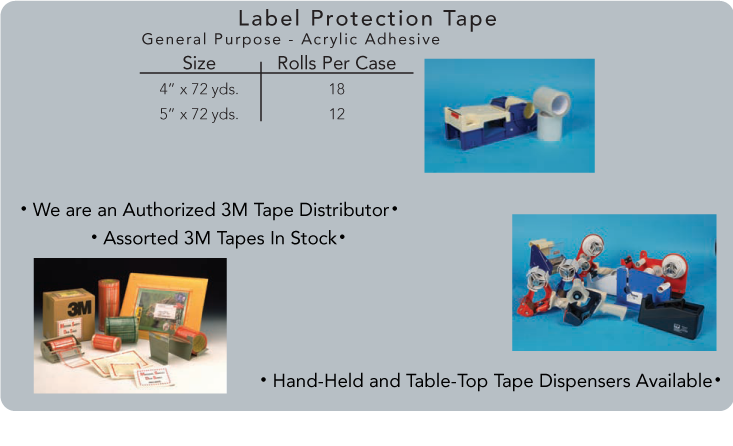 Label Protection Tape
General Purpose - Acrylic Adhesive
Size Rolls Per Case
4" x 72 yds. 18
5" x 72 yds. 12
• We are an Authorized 3M Tape Distributor•
• Assorted 3M Tapes In Stock•
3M
• Hand-Held and Table-Top Tape Dispensers Available•